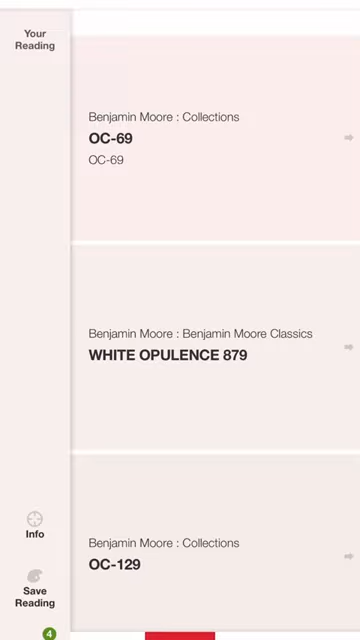 Your
Reading
Benjamin Moore : Collections
OC-69
OC-69
Benjamin Moore : Benjamin Moore Classics
WHITE OPULENCE 879
Benjamin Moore : Collections
OC-129
Info
Save
Reading
4